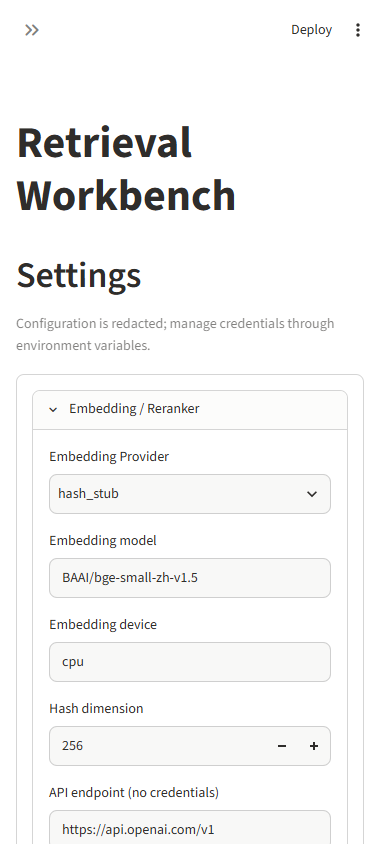 Deploy
Retrieval
Workbench
Settings
Configuration is redacted; manage credentials through
environment variables.
Embedding / Reranker
Embedding Provider
hash_stub
Embedding model
BAAI/bge-small-zh-v1.5
Embedding device
cpu
Hash dimension
256
API endpoint (no credentials)
https://api.openai.com/v1